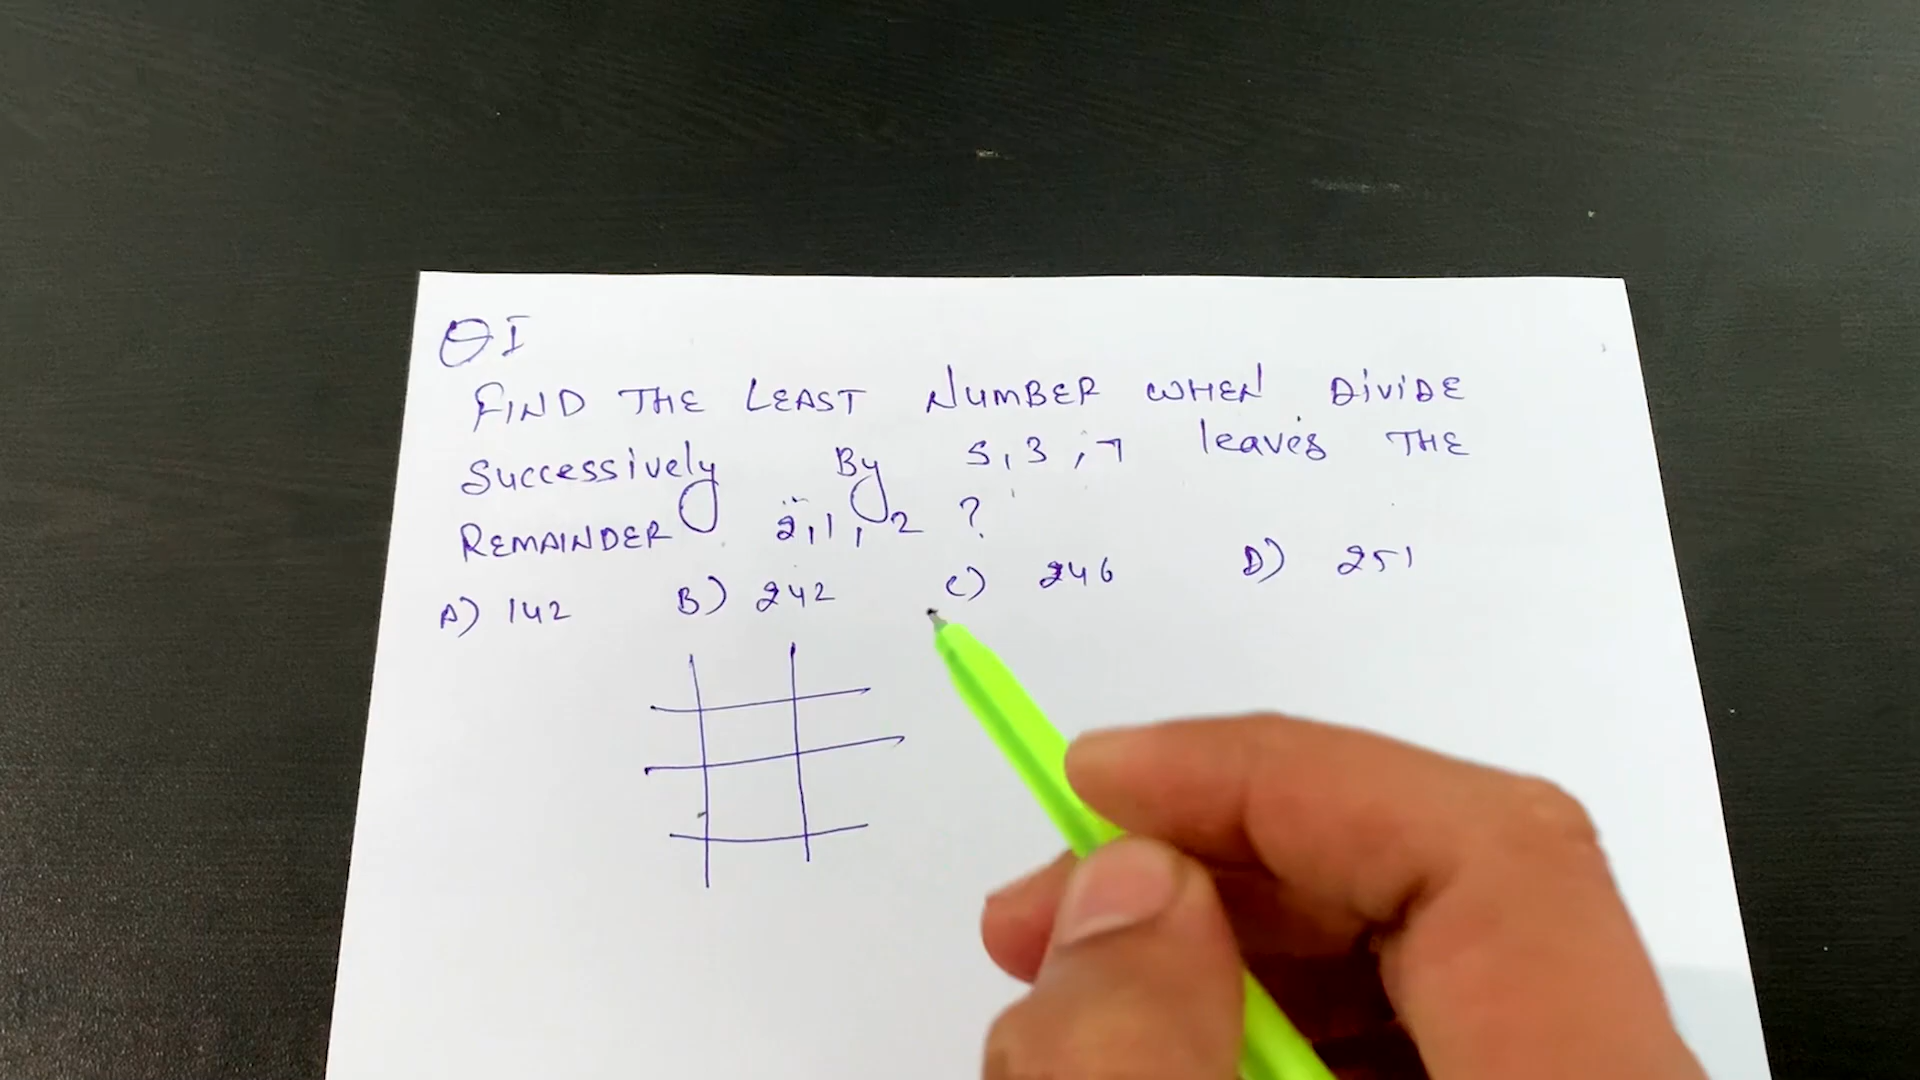 QI
FIND THE LEAST NUMBER WHEN DIVIDE
Successively By 5, 3, 7 leaves THE
REMAINDER 2, 1, 2 ?
A) 142 B) 242 C) 246 D) 251